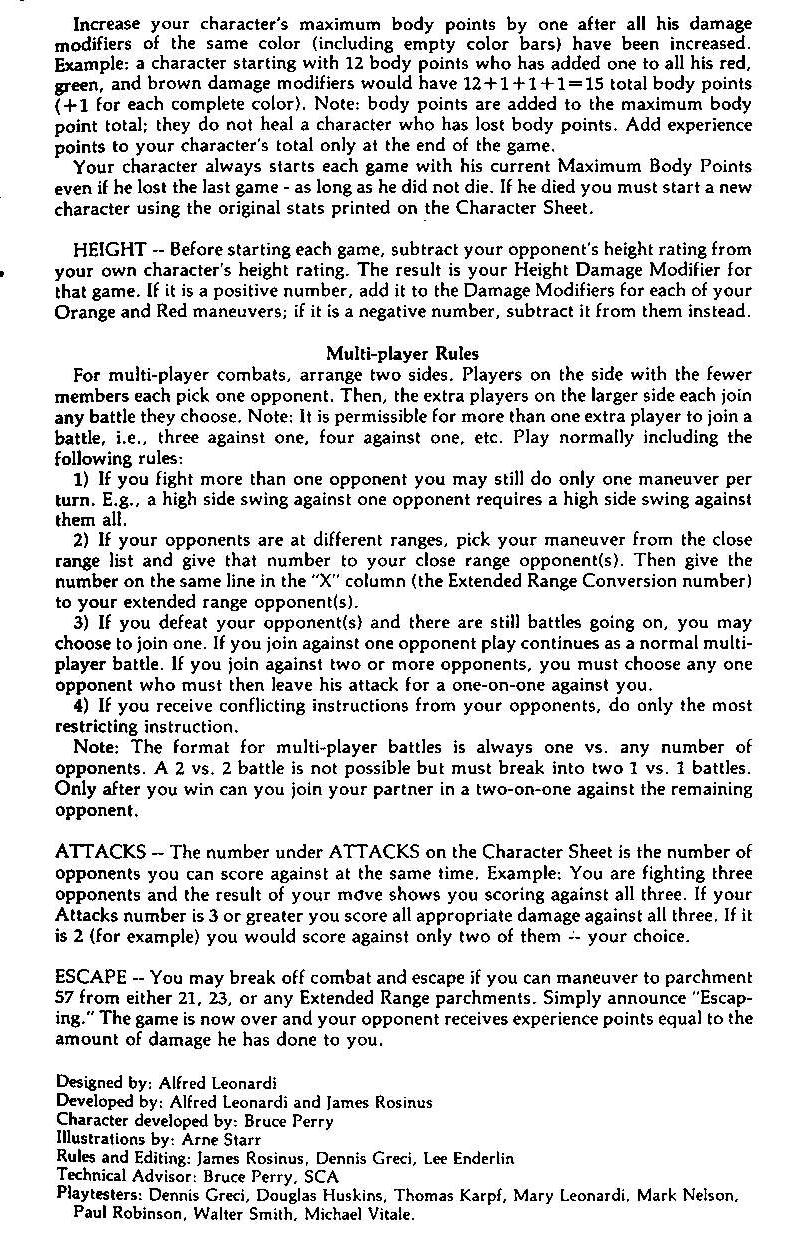 Increase your character's maximum body points by one after all his damage
modifiers of the same color (including empty color bars) have been increased.
Example: a character starting with 12 body points who has added one to all his red,
green, and brown damage modifiers would have 12+1+1+1=15 total body points
(+1 for each complete color). Note: body points are added to the maximum body
point total; they do not heal a character who has lost body points. Add experience
points to your character's total only at the end of the game.
Your character always starts each game with his current Maximum Body Points
even if he lost the last game - as long as he did not die. If he died you must start a new
character using the original stats printed on the Character Sheet.
HEIGHT -- Before starting each game, subtract your opponent's height rating from
your own character's height rating. The result is your Height Damage Modifier for
that game. If it is a positive number, add it to the Damage Modifiers for each of your
Orange and Red maneuvers; if it is a negative number, subtract it from them instead.
Multi-player Rules
For multi-player combats, arrange two sides. Players on the side with the fewer
members each pick one opponent. Then, the extra players on the larger side each join
any battle they choose. Note: It is permissible for more than one extra player to join a
battle, i.e., three against one, four against one, etc. Play normally including the
following rules:
1) If you fight more than one opponent you may still do only one maneuver per
turn. E.g., a high side swing against one opponent requires a high side swing against
them all.
2) If your opponents are at different ranges, pick your maneuver from the close
range list and give that number to your close range opponent(s). Then give the
number on the same line in the "X" column (the Extended Range Conversion number)
to your extended range opponent(s).
3) If you defeat your opponent(s) and there are still battles going on, you may
choose to join one. If you join against one opponent play continues as a normal multi-
player battle. If you join against two or more opponents, you must choose any one
opponent who must then leave his attack for a one-on-one against you.
4) If you receive conflicting instructions from your opponents, do only the most
restricting instruction.
Note: The format for multi-player battles is always one vs. any number of
opponents. A 2 vs. 2 battle is not possible but must break into two 1 vs. 1 battles.
Only after you win can you join your partner in a two-on-one against the remaining
opponent.
ATTACKS -- The number under ATTACKS on the Character Sheet is the number of
opponents you can score against at the same time. Example: You are fighting three
opponents and the result of your move shows you scoring against all three. If your
Attacks number is 3 or greater you score all appropriate damage against all three. If it
is 2 (for example) you would score against only two of them -- your choice.
ESCAPE -- You may break off combat and escape if you can maneuver to parchment
57 from either 21, 23, or any Extended Range parchments. Simply announce "Escap-
ing." The game is now over and your opponent receives experience points equal to the
amount of damage he has done to you.
Designed by: Alfred Leonardi
Developed by: Alfred Leonardi and James Rosinus
Character developed by: Bruce Perry
Illustrations by: Arne Starr
Rules and Editing: James Rosinus, Dennis Greci, Lee Enderlin
Technical Advisor: Bruce Perry, SCA
Playtesters: Dennis Greci, Douglas Huskins, Thomas Karpf, Mary Leonardi, Mark Nelson,
Paul Robinson, Walter Smith, Michael Vitale.